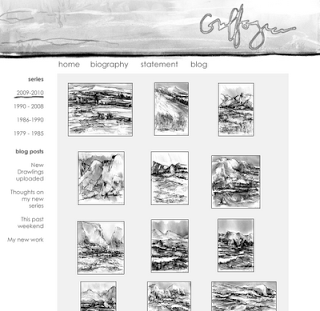 home biography statement blog
series
2009-2010
1990 - 2008
1986-1990
1979 - 1985
blog posts
New
Drawings
uploaded
Thoughts on
my new
series
This past
weekend
My new work